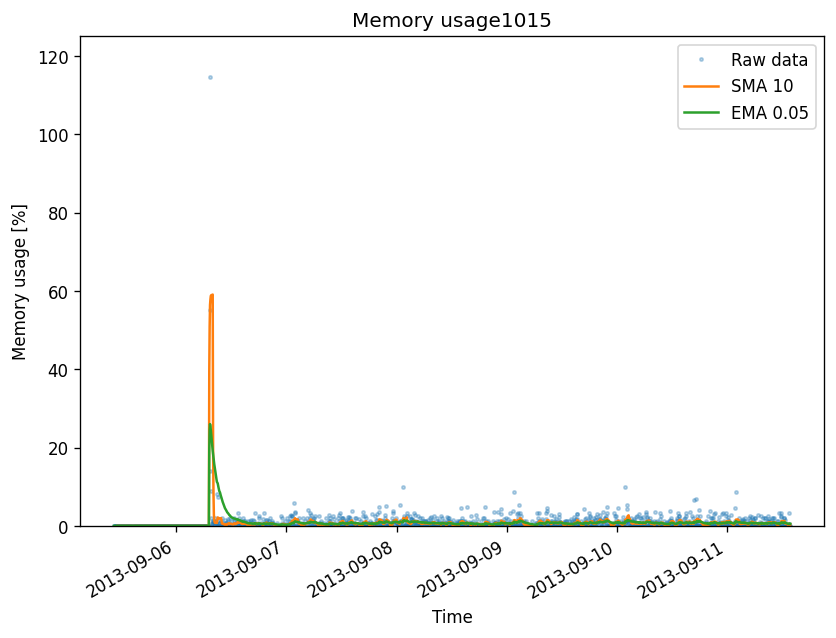 Memory usage1015
Raw data
SMA 10
EMA 0.05
Memory usage [%]
120
100
80
60
40
20
0
2013-09-06
2013-09-07
2013-09-08
2013-09-09
2013-09-10
2013-09-11
Time